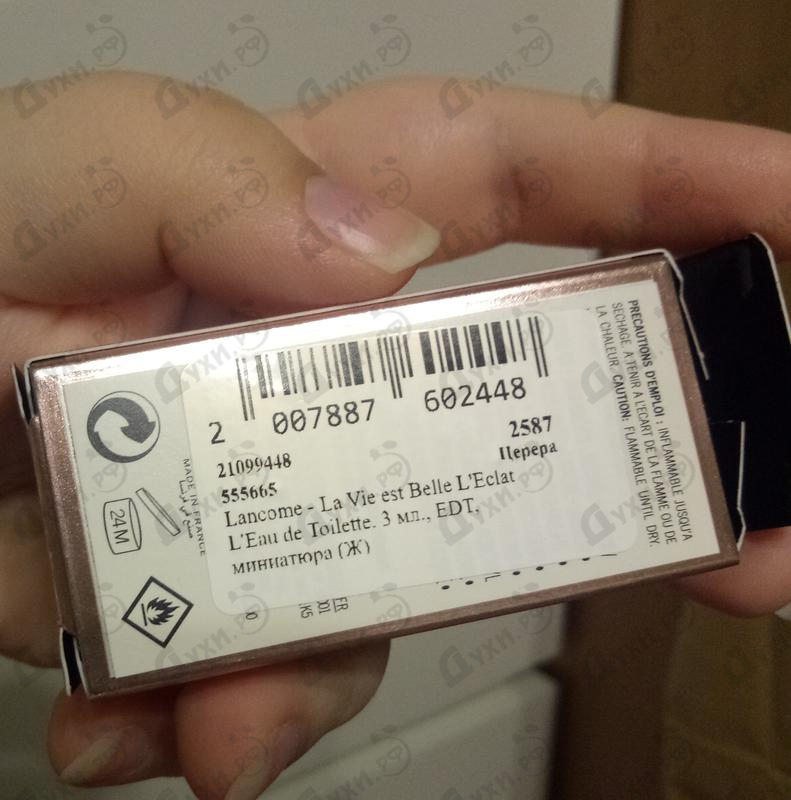 2 007887 602448
21099448
2587
555665
Церера
Lancome - La Vie est Belle L'Eclat
L'Eau de Toilette. 3 мл., EDT,
миниатюра (Ж)
MADE IN FRANCE
24M
PRECAUTIONS D'EMPLOI : INFLAMMABLE JUSQU'A
SECHAGE. A TENIR A L'ECART DE LA FLAMME OU DE
LA CHALEUR. CAUTION: FLAMMABLE UNTIL DRY.
Духи.рф